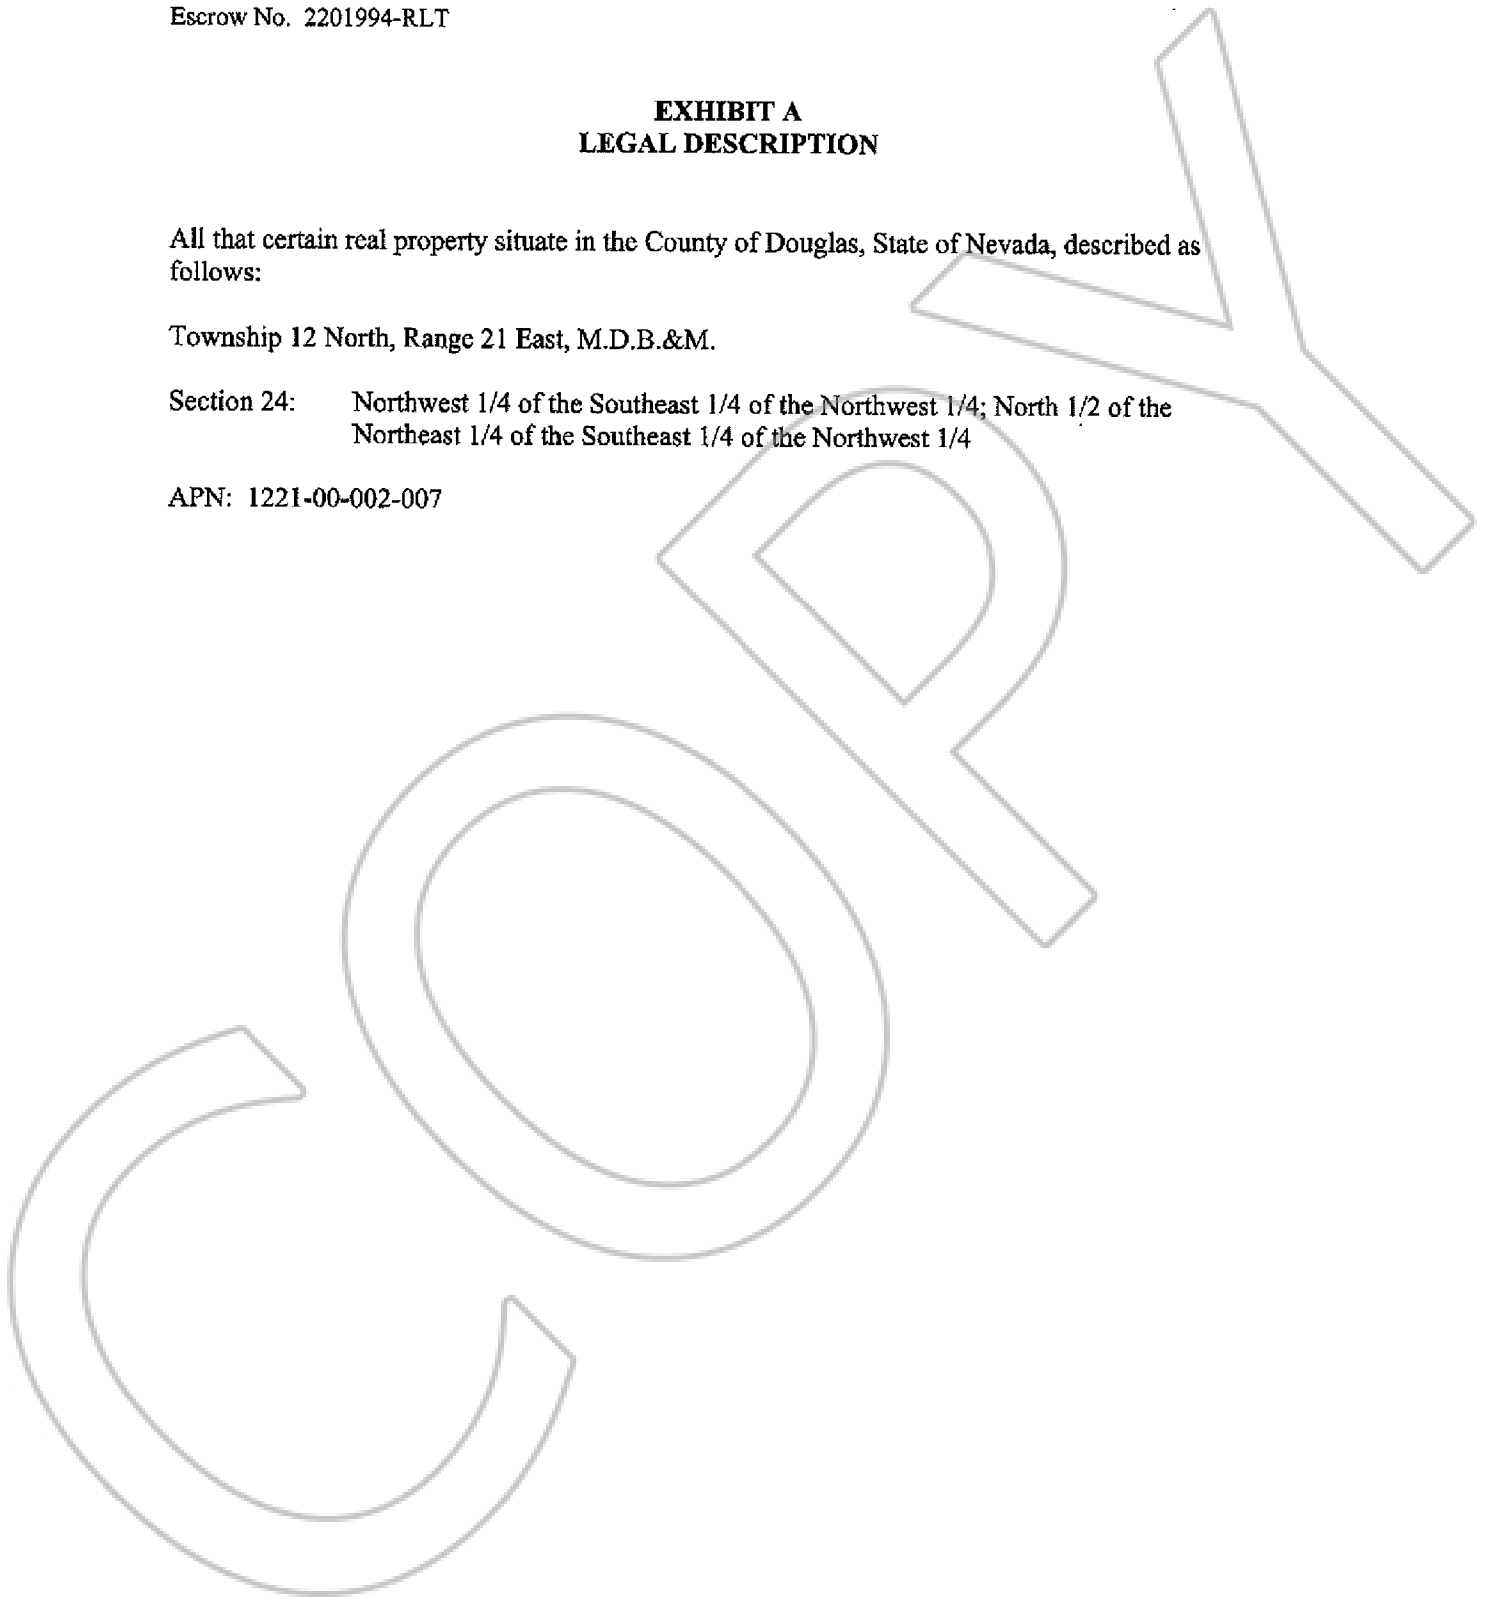 Escrow No. 2201994-RLT
EXHIBIT A
LEGAL DESCRIPTION
All that certain real property situate in the County of Douglas, State of Nevada, described as
follows:
Township 12 North, Range 21 East, M.D.B.&M.
Section 24: Northwest 1/4 of the Southeast 1/4 of the Northwest 1/4; North 1/2 of the
Northeast 1/4 of the Southeast 1/4 of the Northwest 1/4
APN: 1221-00-002-007
COPY